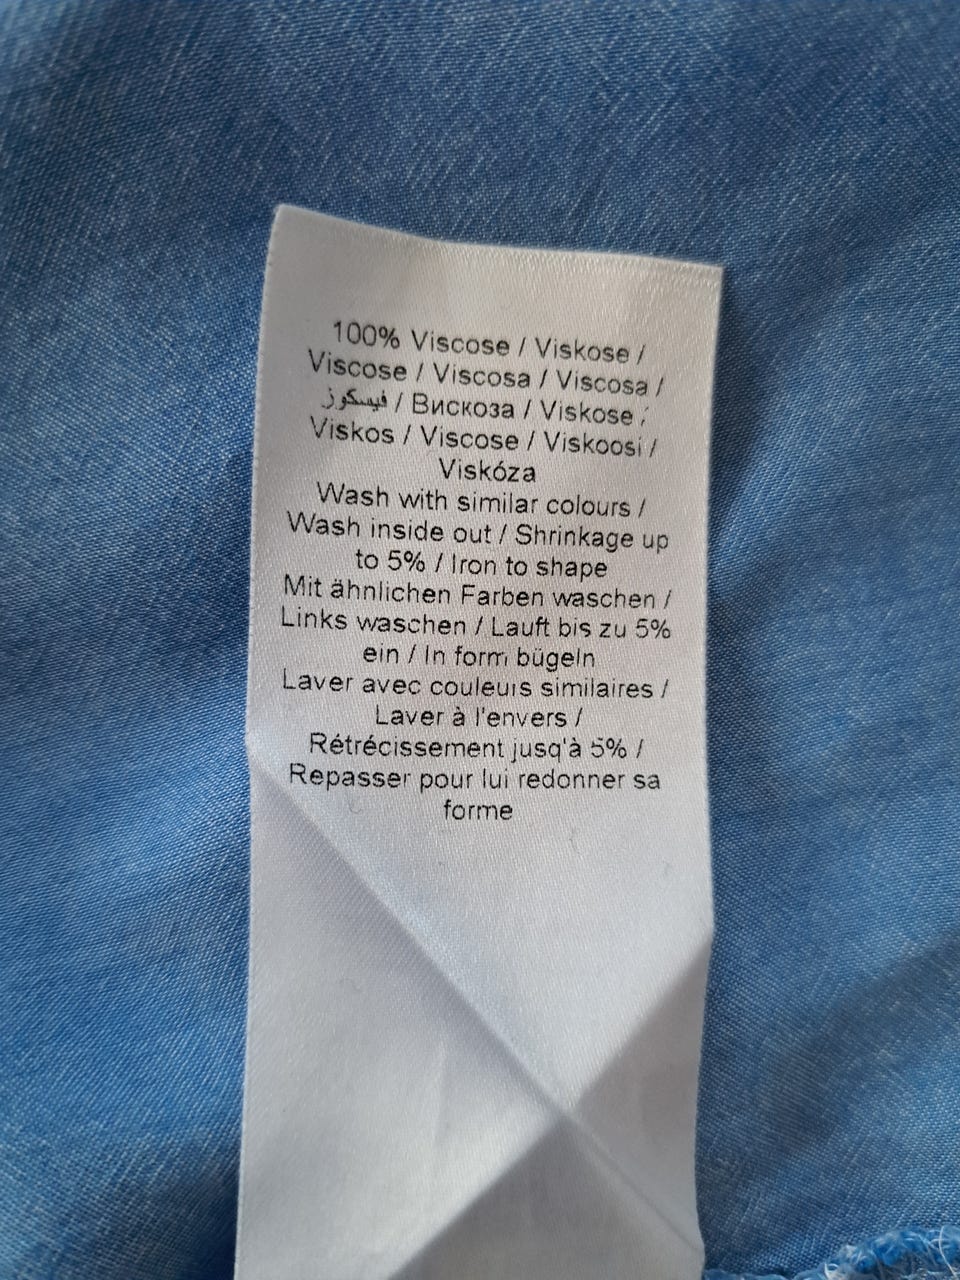 100% Viscose / Viskose /
Viscose / Viscosa / Viscosa /
فيسكوز / Вискоза / Viskose /
Viskos / Viscose / Viskoosi /
Viskóza
Wash with similar colours /
Wash inside out / Shrinkage up
to 5% / Iron to shape
Mit ähnlichen Farben waschen /
Links waschen / Lauft bis zu 5%
ein / In form bügeln
Laver avec couleurs similaires /
Laver à l'envers /
Rétrécissement jusq'à 5% /
Repasser pour lui redonner sa
forme